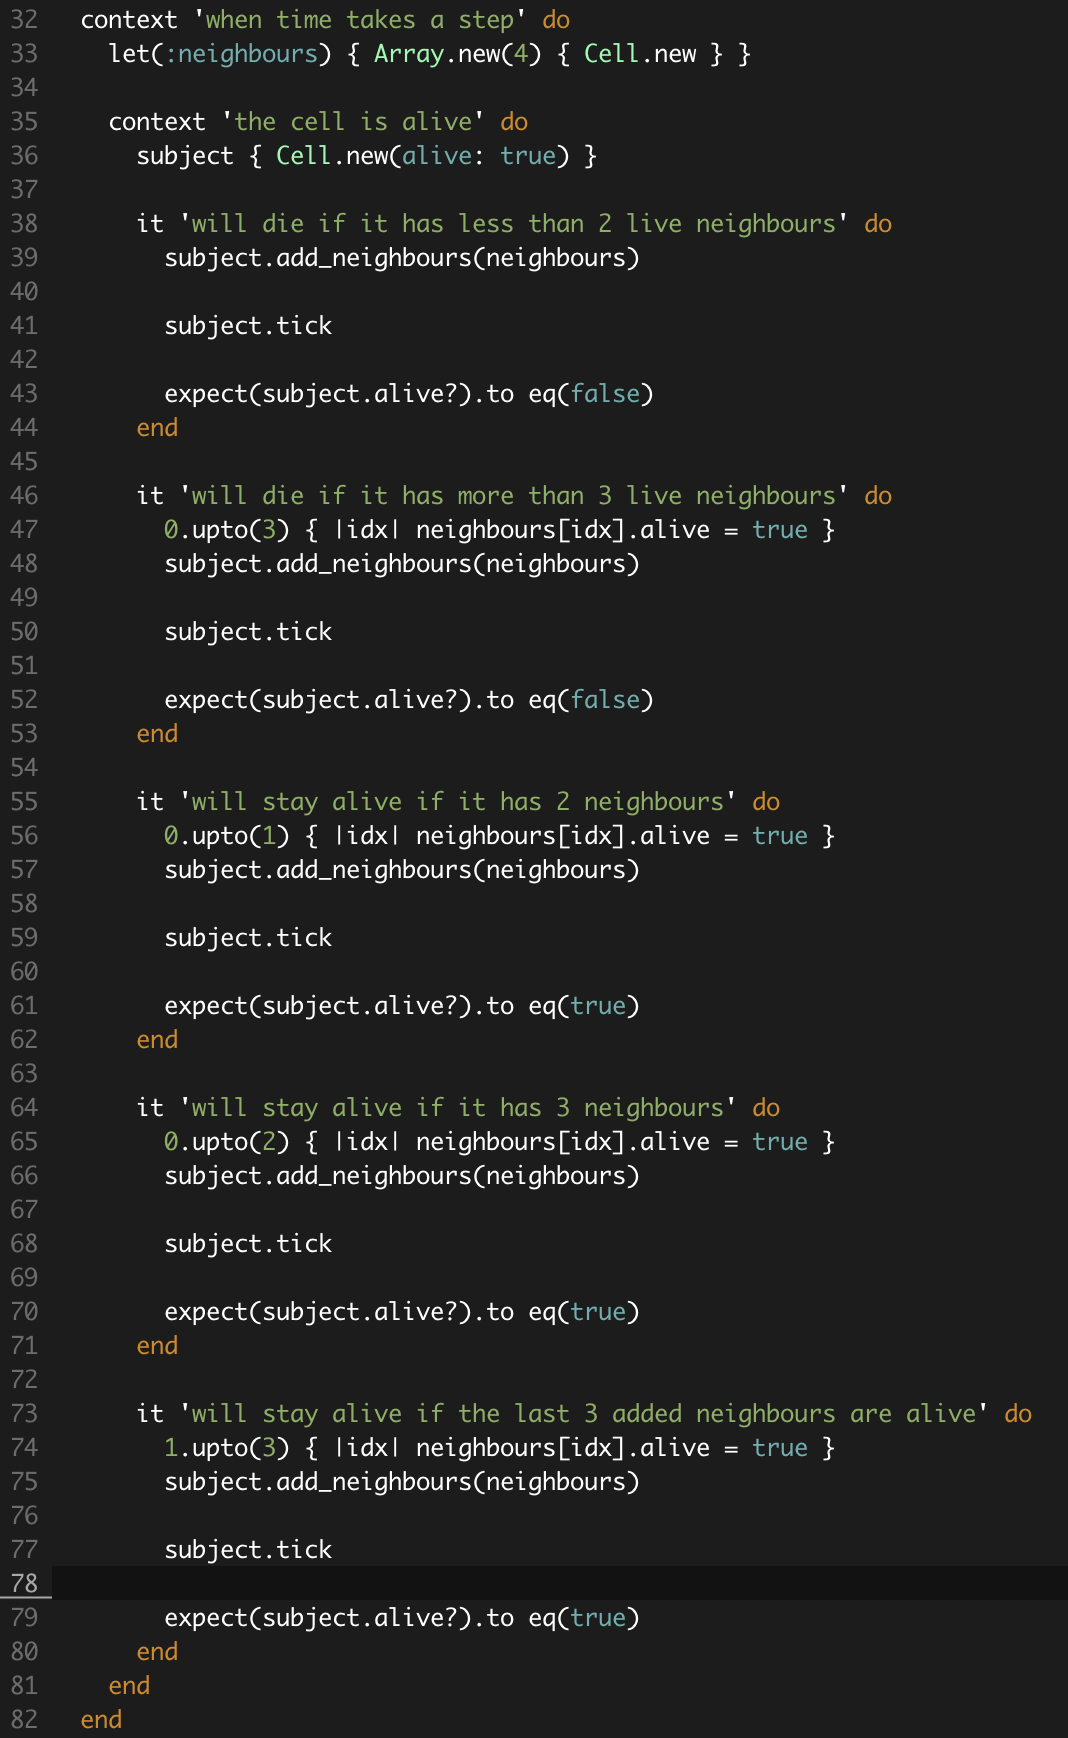 32 context 'when time takes a step' do
33 let(:neighbours) { Array.new(4) { Cell.new } }
34
35 context 'the cell is alive' do
36 subject { Cell.new(alive: true) }
37
38 it 'will die if it has less than 2 live neighbours' do
39 subject.add_neighbours(neighbours)
40
41 subject.tick
42
43 expect(subject.alive?).to eq(false)
44 end
45
46 it 'will die if it has more than 3 live neighbours' do
47 0.upto(3) { |idx| neighbours[idx].alive = true }
48 subject.add_neighbours(neighbours)
49
50 subject.tick
51
52 expect(subject.alive?).to eq(false)
53 end
54
55 it 'will stay alive if it has 2 neighbours' do
56 0.upto(1) { |idx| neighbours[idx].alive = true }
57 subject.add_neighbours(neighbours)
58
59 subject.tick
60
61 expect(subject.alive?).to eq(true)
62 end
63
64 it 'will stay alive if it has 3 neighbours' do
65 0.upto(2) { |idx| neighbours[idx].alive = true }
66 subject.add_neighbours(neighbours)
67
68 subject.tick
69
70 expect(subject.alive?).to eq(true)
71 end
72
73 it 'will stay alive if the last 3 added neighbours are alive' do
74 1.upto(3) { |idx| neighbours[idx].alive = true }
75 subject.add_neighbours(neighbours)
76
77 subject.tick
78
79 expect(subject.alive?).to eq(true)
80 end
81 end
82 end